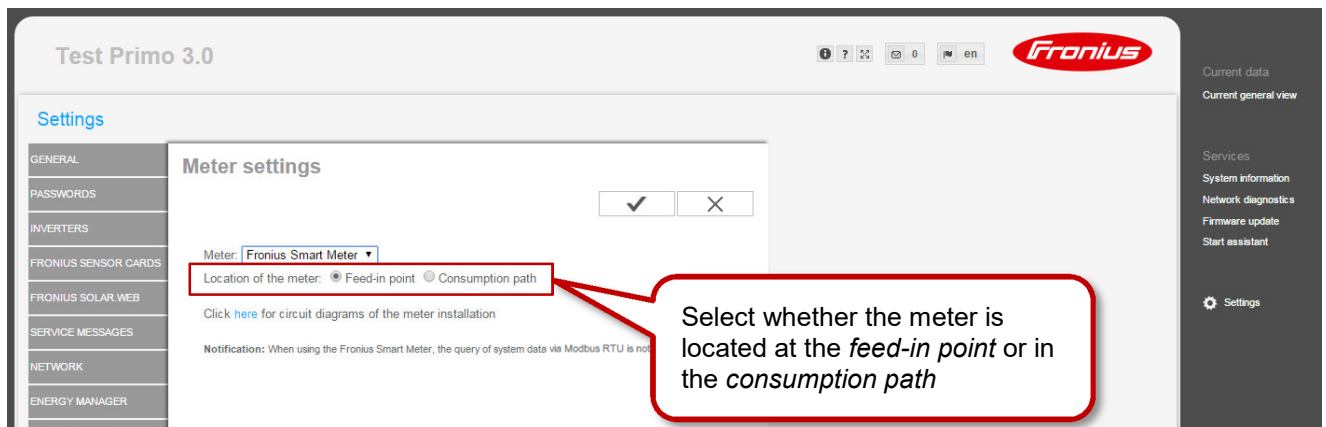 Test Primo 3.0
0
en
Fronius
Settings
GENERAL
PASSWORDS
INVERTERS
FRONIUS SENSOR CARDS
FRONIUS SOLAR.WEB
SERVICE MESSAGES
NETWORK
ENERGY MANAGER
Meter settings
Meter: Fronius Smart Meter
Location of the meter: Feed-in point Consumption path
Click here for circuit diagrams of the meter installation
Notification: When using the Fronius Smart Meter, the query of system data via Modbus RTU is not
Select whether the meter is
located at the feed-in point or in
the consumption path
Current data
Current general view
Services
System information
Network diagnostics
Firmware update
Start assistant
Settings